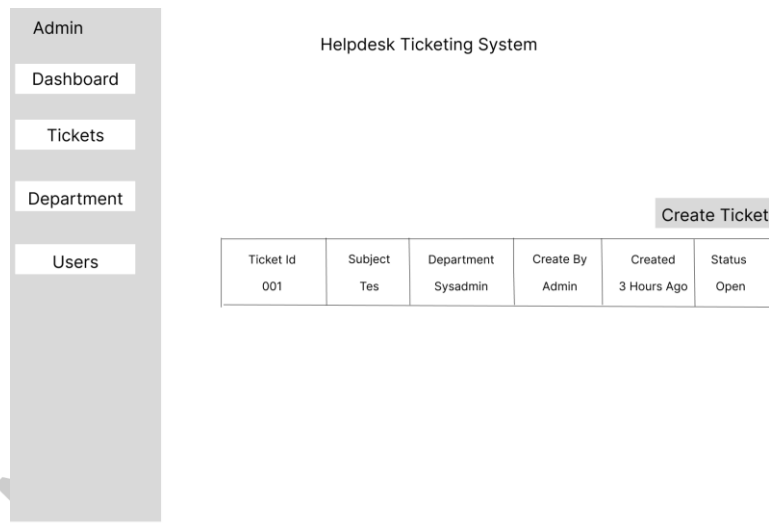 Admin
Helpdesk Ticketing System
Dashboard
Tickets
Department
Users
Create Ticket
Ticket Id Subject Department Create By Created Status
001 Tes Sysadmin Admin 3 Hours Ago Open